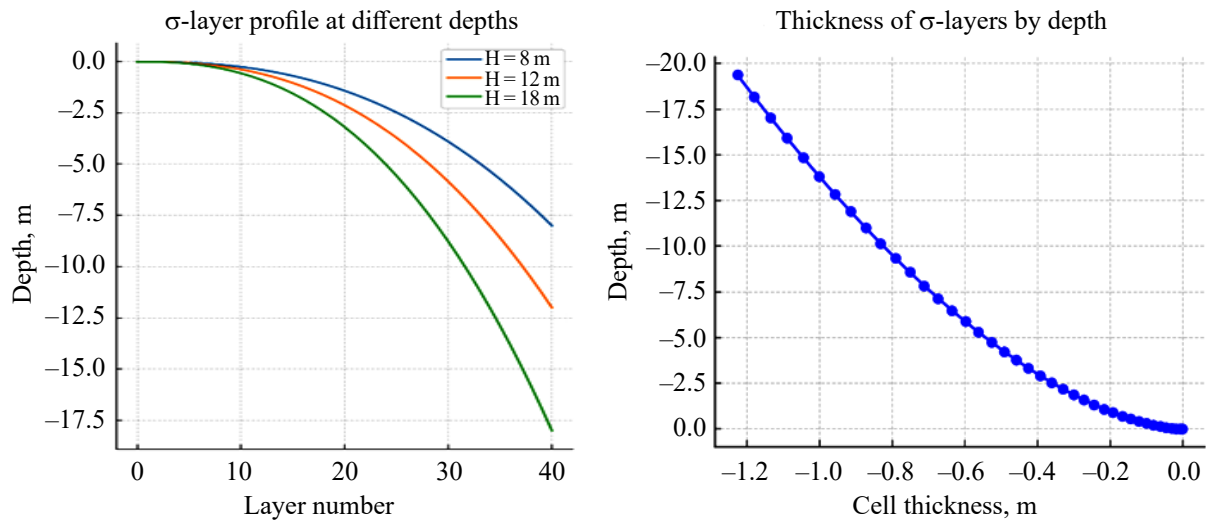 σ-layer profile at different depths
H = 8 m
H = 12 m
H = 18 m
0.0
–2.5
–5.0
–7.5
–10.0
–12.5
–15.0
–17.5
Depth, m
0 10 20 30 40
Layer number
Thickness of σ-layers by depth
–20.0
–17.5
–15.0
–12.5
–10.0
–7.5
–5.0
–2.5
0.0
Depth, m
–1.2 –1.0 –0.8 –0.6 –0.4 –0.2 0.0
Cell thickness, m